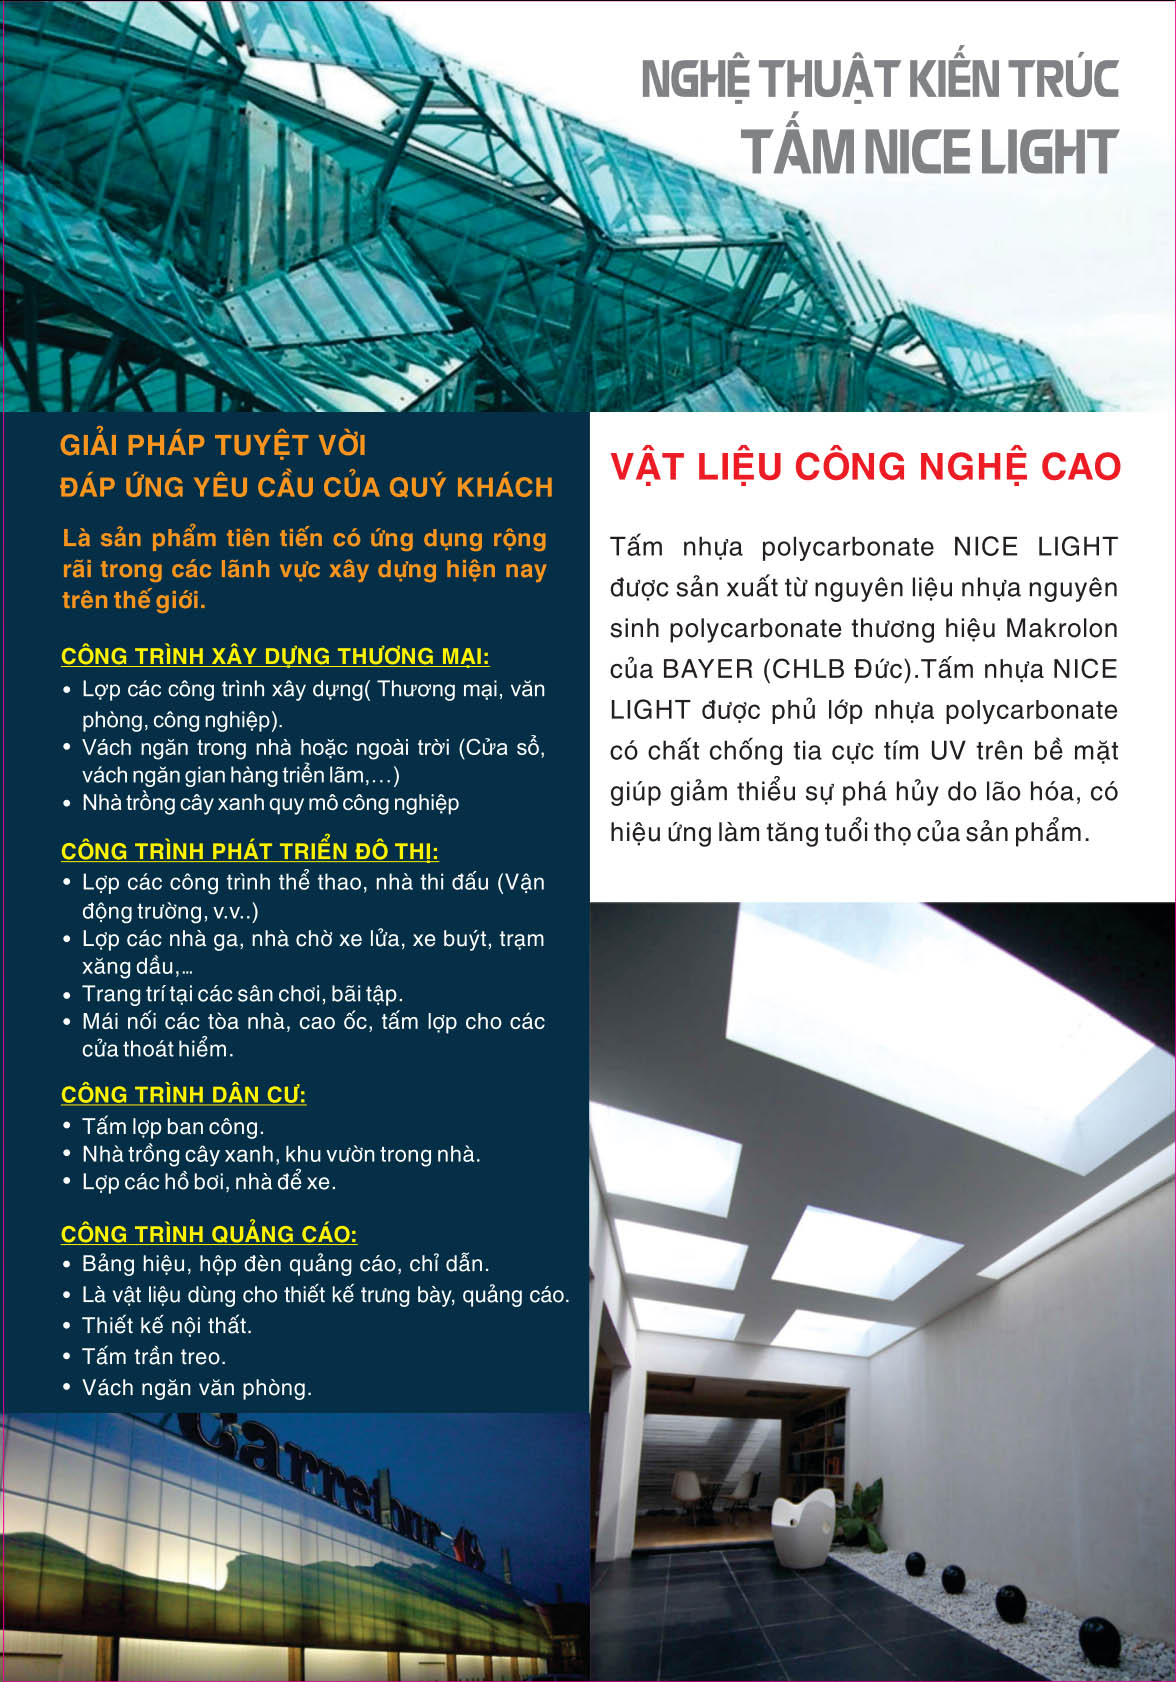 NGHỆ THUẬT KIẾN TRÚC
TẤM NICE LIGHT
GIẢI PHÁP TUYỆT VỜI
ĐÁP ỨNG YÊU CẦU CỦA QUÝ KHÁCH
Là sản phẩm tiên tiến có ứng dụng rộng
rãi trong các lãnh vực xây dựng hiện nay
trên thế giới.
CÔNG TRÌNH XÂY DỰNG THƯƠNG MẠI:
• Lợp các công trình xây dựng( Thương mại, văn
phòng, công nghiệp).
• Vách ngăn trong nhà hoặc ngoài trời (Cửa sổ,
vách ngăn gian hàng triển lãm,…)
• Nhà trồng cây xanh quy mô công nghiệp
CÔNG TRÌNH PHÁT TRIỂN ĐÔ THỊ:
• Lợp các công trình thể thao, nhà thi đấu (Vận
động trường, v.v..)
• Lợp các nhà ga, nhà chờ xe lửa, xe buýt, trạm
xăng dầu,…
• Trang trí tại các sân chơi, bãi tập.
• Mái nối các tòa nhà, cao ốc, tấm lợp cho các
cửa thoát hiểm.
CÔNG TRÌNH DÂN CƯ:
• Tấm lợp ban công.
• Nhà trồng cây xanh, khu vườn trong nhà.
• Lợp các hồ bơi, nhà để xe.
CÔNG TRÌNH QUẢNG CÁO:
• Bảng hiệu, hộp đèn quảng cáo, chỉ dẫn.
• Là vật liệu dùng cho thiết kế trưng bày, quảng cáo.
• Thiết kế nội thất.
• Tấm trần treo.
• Vách ngăn văn phòng.
Carrefour
VẬT LIỆU CÔNG NGHỆ CAO
Tấm nhựa polycarbonate NICE LIGHT
được sản xuất từ nguyên liệu nhựa nguyên
sinh polycarbonate thương hiệu Makrolon
của BAYER (CHLB Đức).Tấm nhựa NICE
LIGHT được phủ lớp nhựa polycarbonate
có chất chống tia cực tím UV trên bề mặt
giúp giảm thiểu sự phá hủy do lão hóa, có
hiệu ứng làm tăng tuổi thọ của sản phẩm.